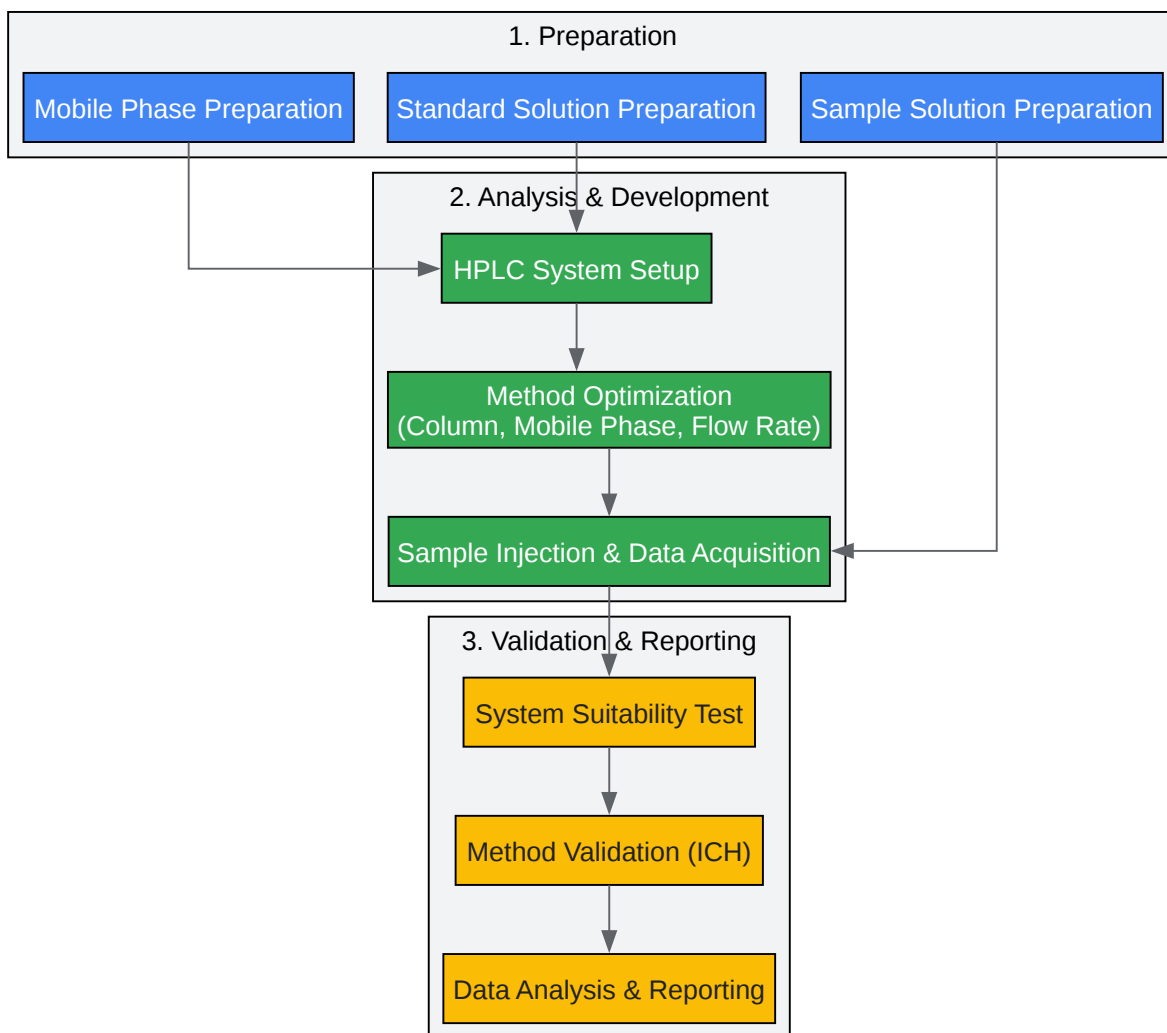 1. Preparation
Mobile Phase Preparation
Standard Solution Preparation
Sample Solution Preparation
2. Analysis & Development
HPLC System Setup
Method Optimization
(Column, Mobile Phase, Flow Rate)
Sample Injection & Data Acquisition
3. Validation & Reporting
System Suitability Test
Method Validation (ICH)
Data Analysis & Reporting